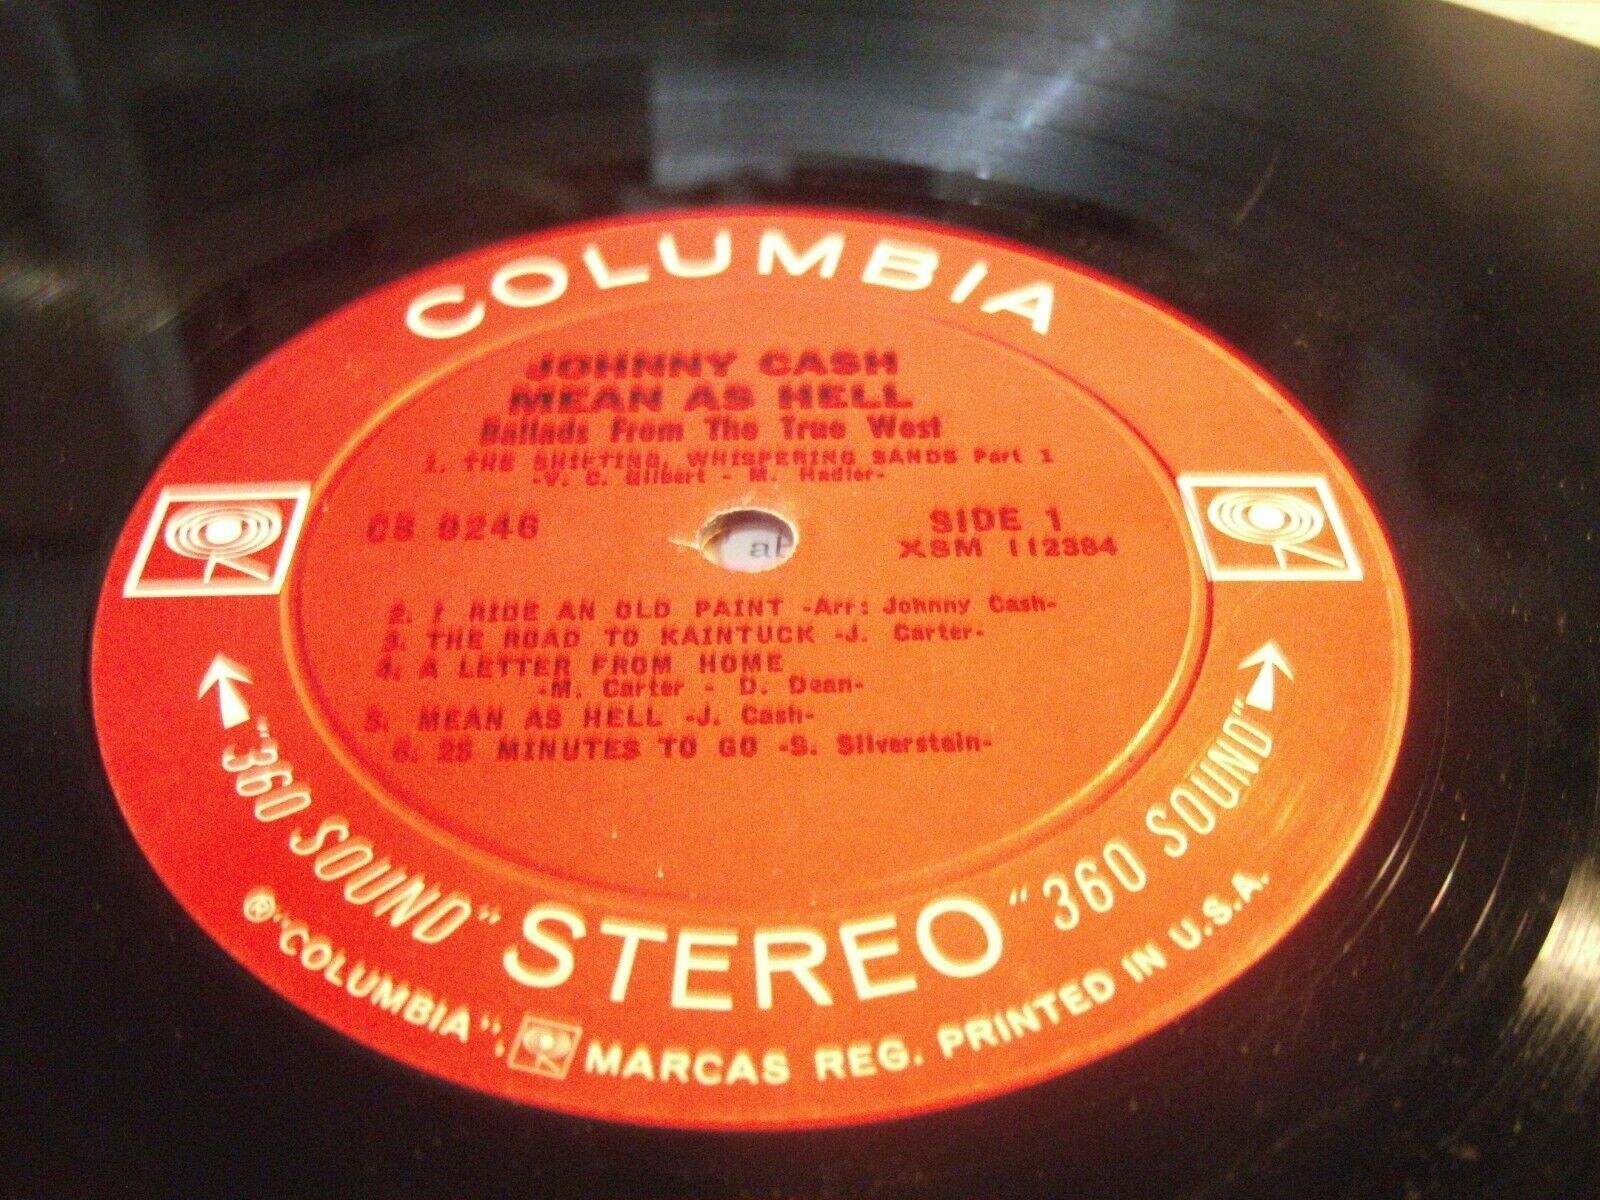 COLUMBIA
JOHNNY CASH
MEAN AS HELL
Ballads From The True West
1. THE SHIFTING, WHISPERING SANDS Part 1
-V. C. Gilbert - M. Hadler-
CS 9246
SIDE 1
XSM 112384
2. I RIDE AN OLD PAINT -Arr: Johnny Cash-
3. THE ROAD TO KAINTUCK -J. Carter-
4. A LETTER FROM HOME
-M. Carter - D. Dean-
5. MEAN AS HELL -J. Cash-
6. 25 MINUTES TO GO -S. Silverstein-
"360 SOUND" STEREO "360 SOUND"
® "COLUMBIA", MARCAS REG. PRINTED IN U.S.A.